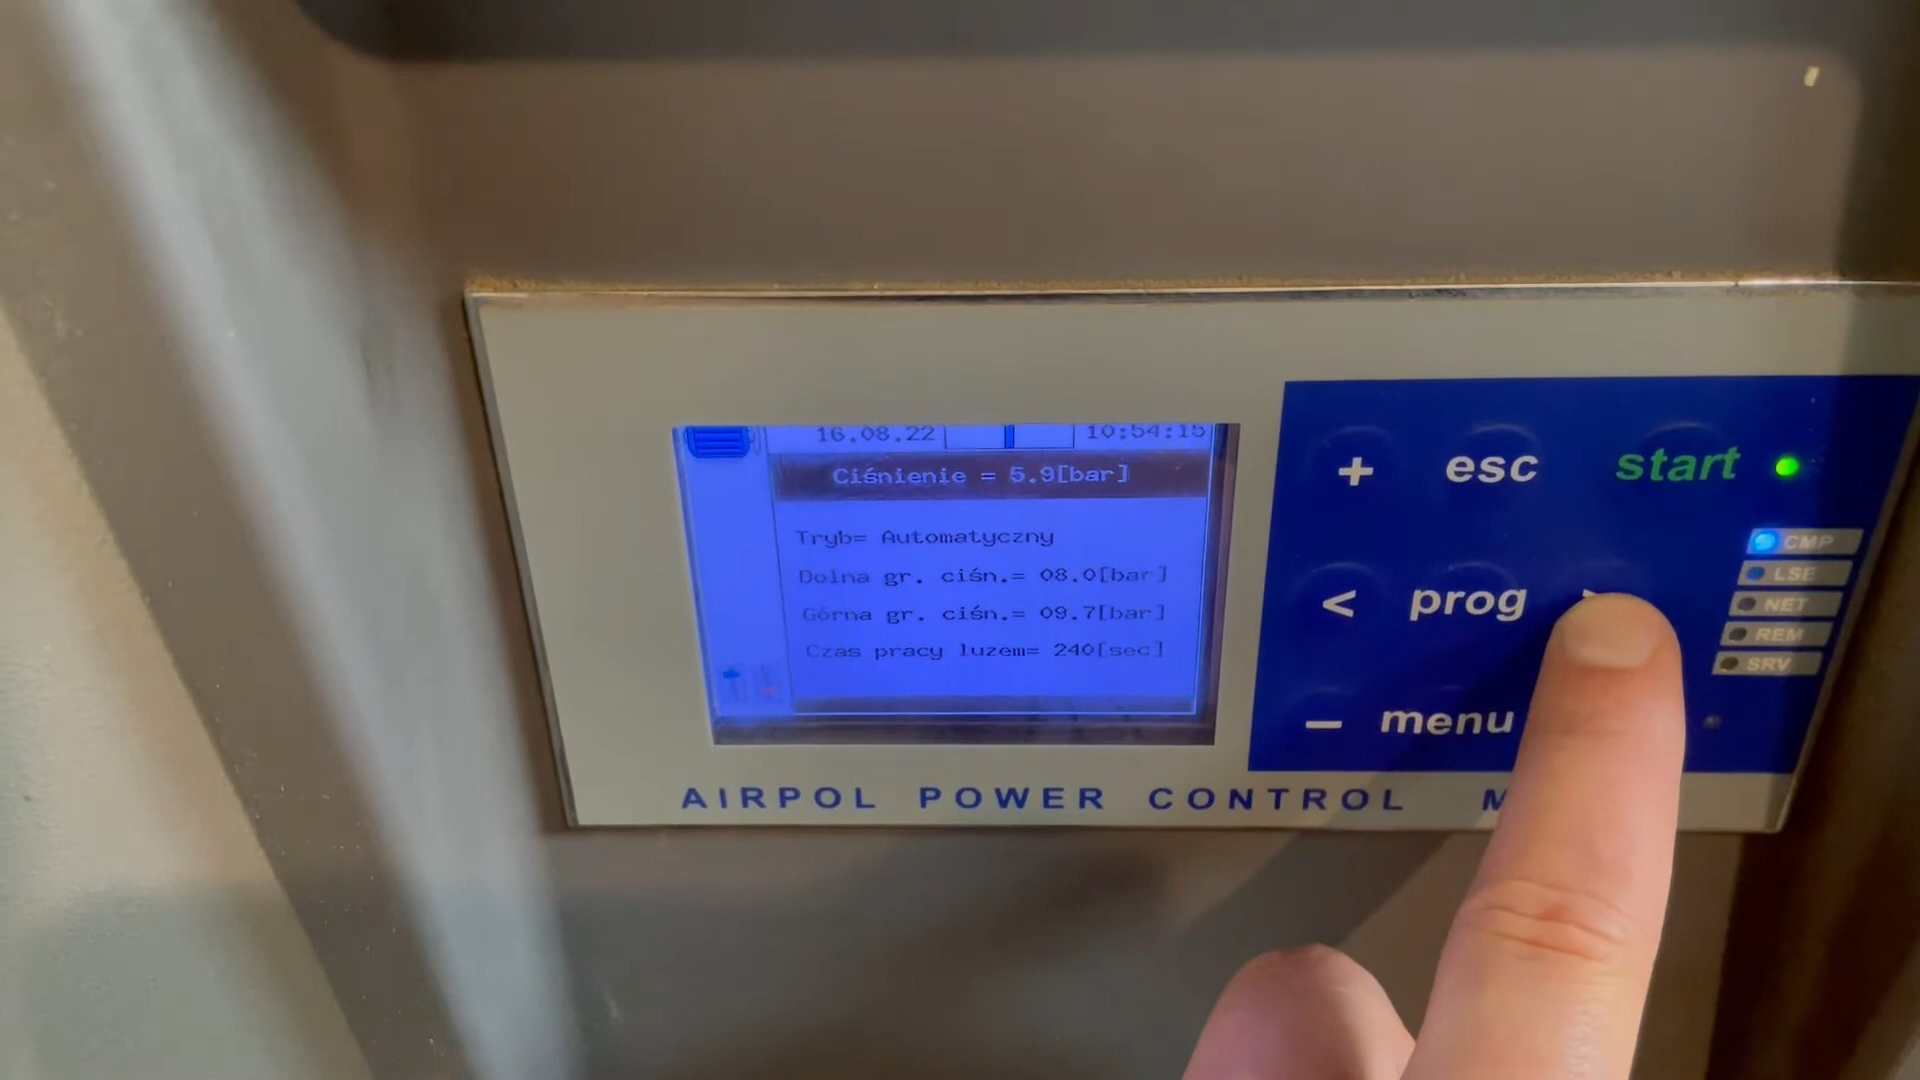 16.08.22 10:54:15
Ciśnienie = 5.9[bar]
Tryb= Automatyczny
Dolna gr. ciśn.= 08.0[bar]
Górna gr. ciśn.= 09.7[bar]
Czas pracy luzem= 240[sec]
+ esc start
< prog
− menu
CMP
LSE
NET
REM
SRV
AIRPOL POWER CONTROL